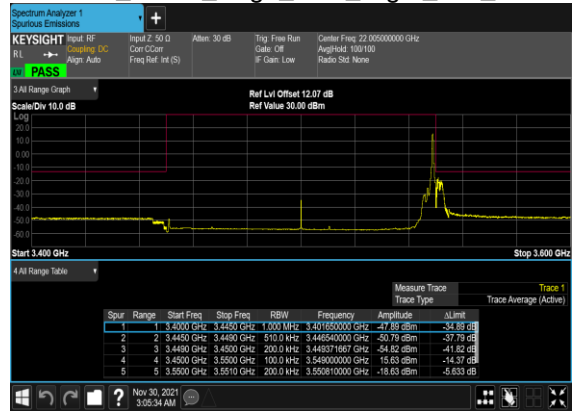 Spectrum Analyzer 1
Spurious Emissions
+
KEYSIGHT Input: RF Input Z: 50 Ω Atten: 30 dB Trig: Free Run Center Freq: 22.005000000 GHz
RL Coupling: DC Corr CCorr Gate: Off Avg|Hold: 100/100
Align: Auto Freq Ref: Int (S) IF Gain: Low Radio Std: None
PASS
3 All Range Graph
Ref Lvl Offset 12.07 dB
Scale/Div 10.0 dB Ref Value 30.00 dBm
Log
20.0
10.0
0.00
-10.0
-20.0
-30.0
-40.0
-50.0
-60.0
Start 3.400 GHz Stop 3.600 GHz
4 All Range Table
Measure Trace Trace 1
Trace Type Trace Average (Active)
Spur Range Start Freq Stop Freq RBW Frequency Amplitude ΔLimit
1 1 3.4000 GHz 3.4450 GHz 1.000 MHz 3.401650000 GHz -47.89 dBm -34.89 dB
2 2 3.4450 GHz 3.4490 GHz 510.0 kHz 3.446540000 GHz -50.79 dBm -37.79 dB
3 3 3.4490 GHz 3.4500 GHz 200.0 kHz 3.449371667 GHz -54.82 dBm -41.82 dB
4 4 3.4500 GHz 3.5500 GHz 100.0 kHz 3.549000000 GHz 15.63 dBm -14.37 dB
5 5 3.5500 GHz 3.5510 GHz 200.0 kHz 3.550810000 GHz -18.63 dBm -5.633 dB
? Nov 30, 2021
3:05:34 AM